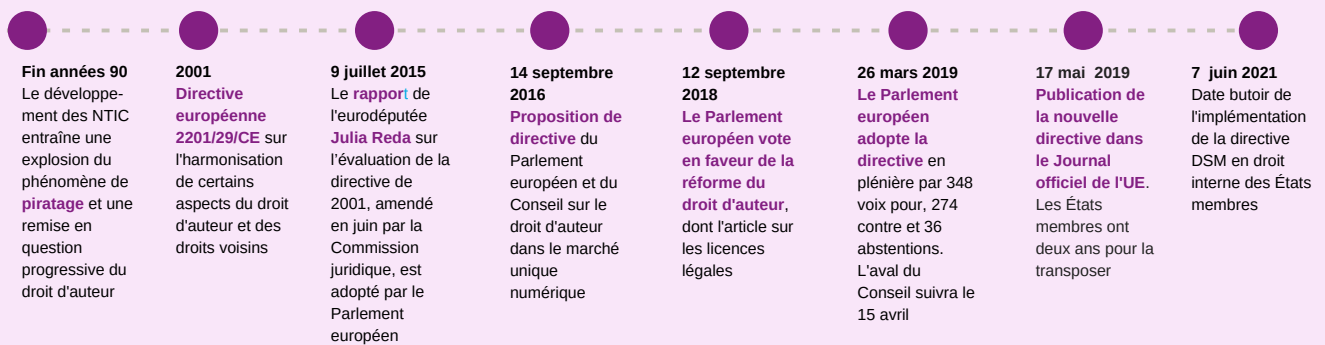 Fin années 90
Le développe-
ment des NTIC
entraîne une
explosion du
phénomène de
piratage et une
remise en
question
progressive du
droit d'auteur
2001
Directive
européenne
2201/29/CE sur
l'harmonisation
de certains
aspects du droit
d'auteur et des
droits voisins
9 juillet 2015
Le rapport de
l'eurodéputée
Julia Reda sur
l’évaluation de la
directive de
2001, amendé
en juin par la
Commission
juridique, est
adopté par le
Parlement
européen
14 septembre
2016
Proposition de
directive du
Parlement
européen et du
Conseil sur le
droit d'auteur
dans le marché
unique
numérique
12 septembre
2018
Le Parlement
européen vote
en faveur de la
réforme du
droit d'auteur,
dont l'article sur
les licences
légales
26 mars 2019
Le Parlement
européen
adopte la
directive en
plénière par 348
voix pour, 274
contre et 36
abstentions.
L'aval du
Conseil suivra le
15 avril
17 mai 2019
Publication de
la nouvelle
directive dans
le Journal
officiel de l'UE.
Les États
membres ont
deux ans pour la
transposer
7 juin 2021
Date butoir de
l'implémentation
de la directive
DSM en droit
interne des États
membres